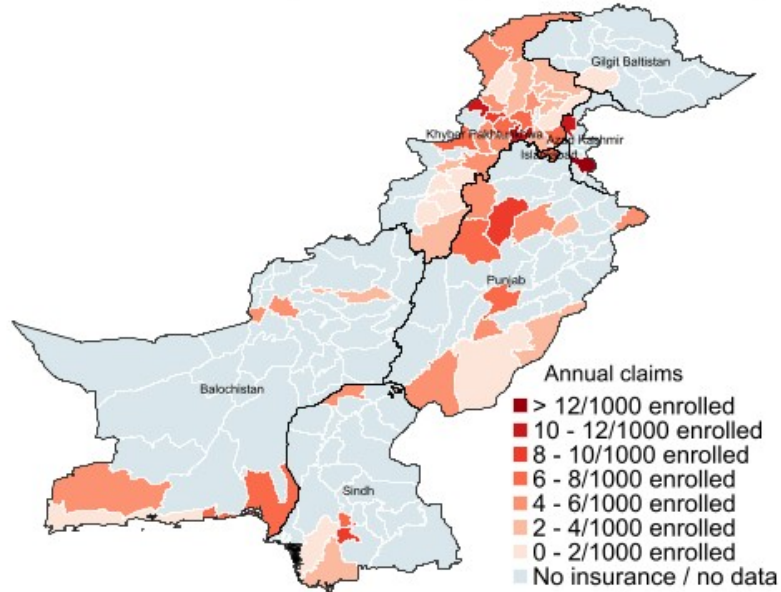 Gilgit Baltistan
Khyber Pakhtunkhwa
Azad Kashmir
Islamabad
Punjab
Balochistan
Sindh
Annual claims
> 12/1000 enrolled
10 - 12/1000 enrolled
8 - 10/1000 enrolled
6 - 8/1000 enrolled
4 - 6/1000 enrolled
2 - 4/1000 enrolled
0 - 2/1000 enrolled
No insurance / no data